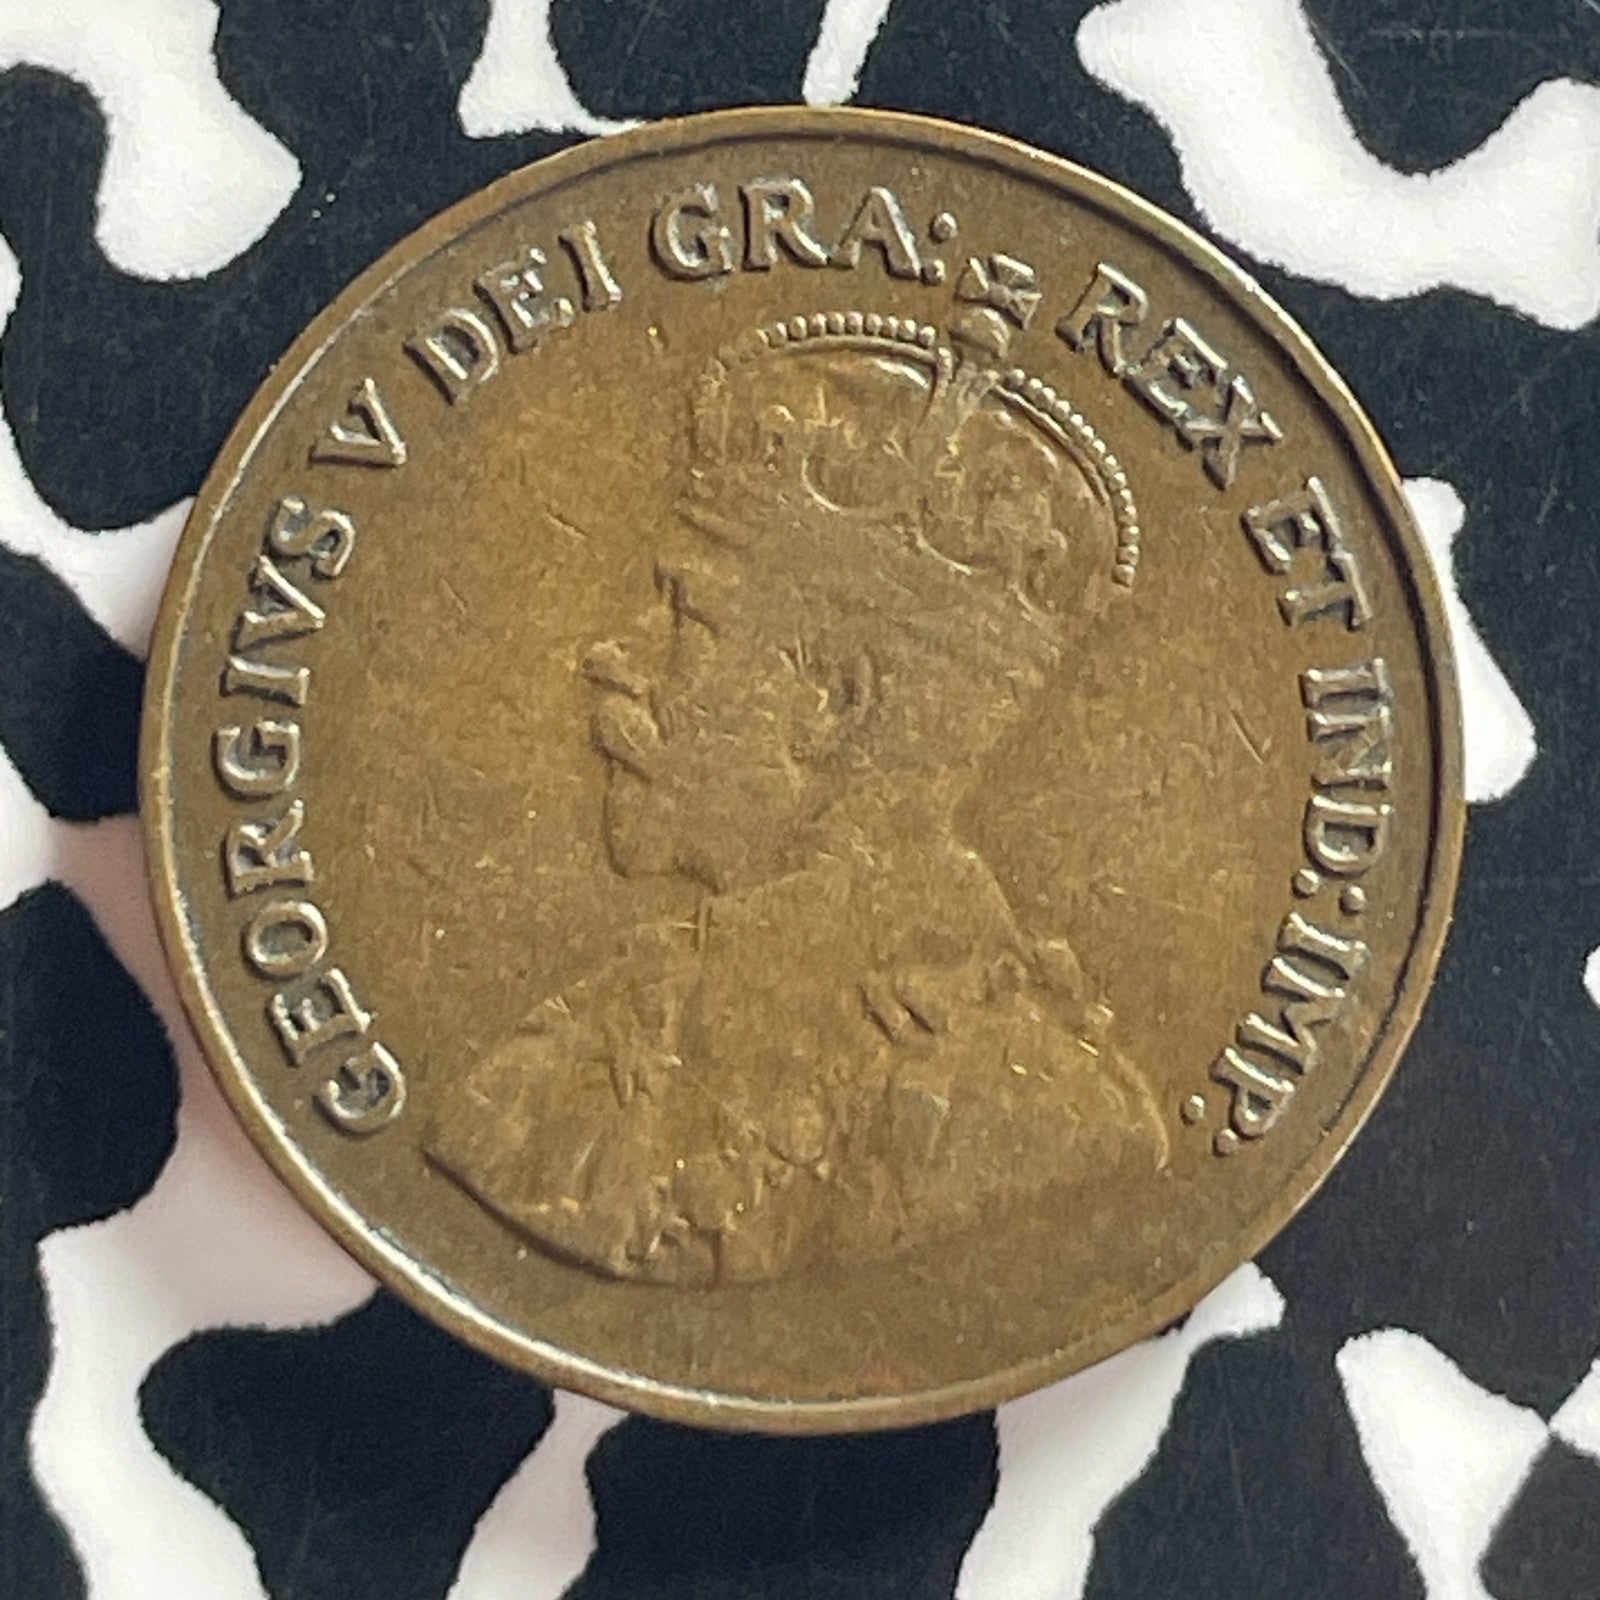 GEORGIVS V DEI GRA: REX ET IND: IMP: